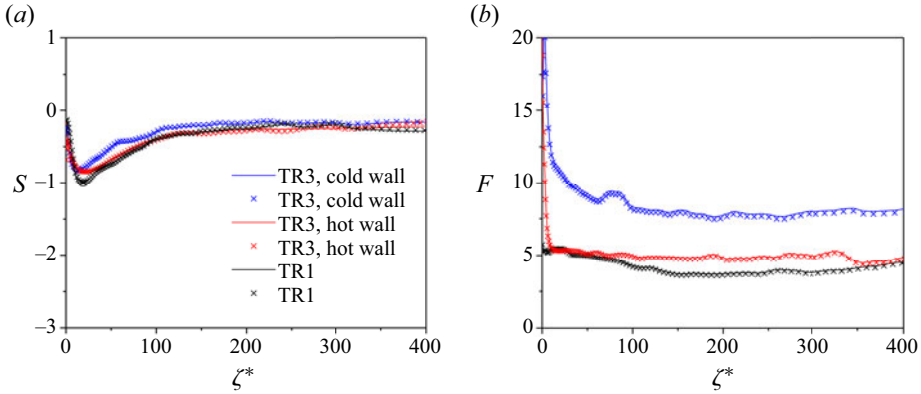 (a)
1
0
–1
–2
–3
S
0 100 200 300 400
ζ*
TR3, cold wall
TR3, cold wall
TR3, hot wall
TR3, hot wall
TR1
TR1
(b)
20
15
10
5
0
F
0 100 200 300 400
ζ*